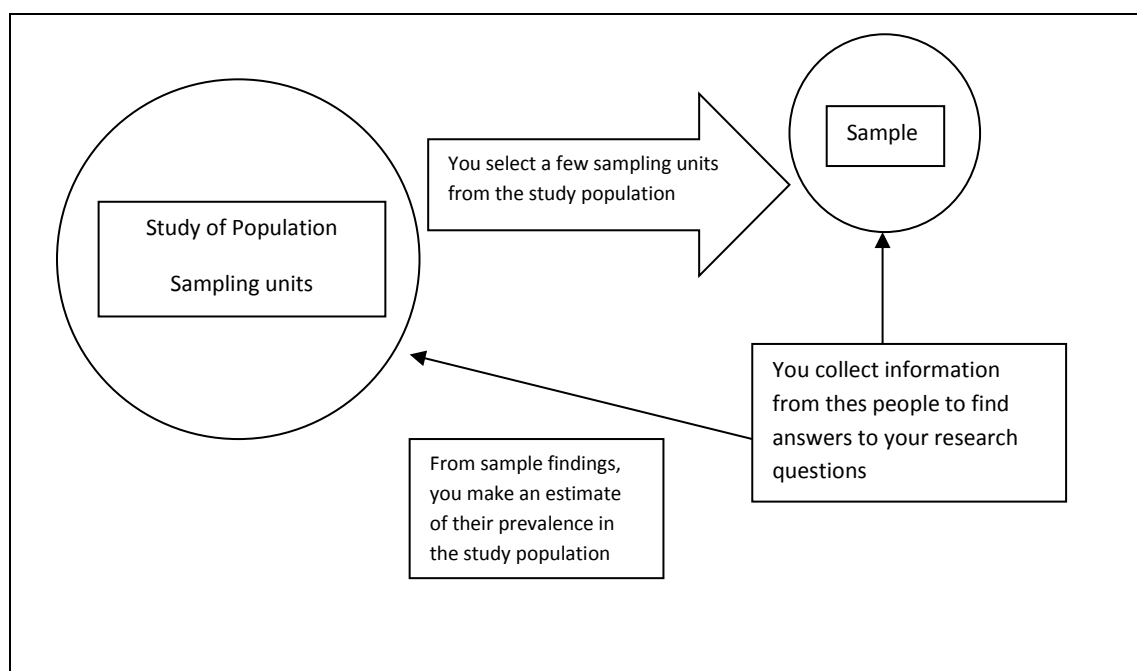 Study of Population
Sampling units
You select a few sampling units
from the study population
Sample
You collect information
from thes people to find
answers to your research
questions
From sample findings,
you make an estimate
of their prevalence in
the study population